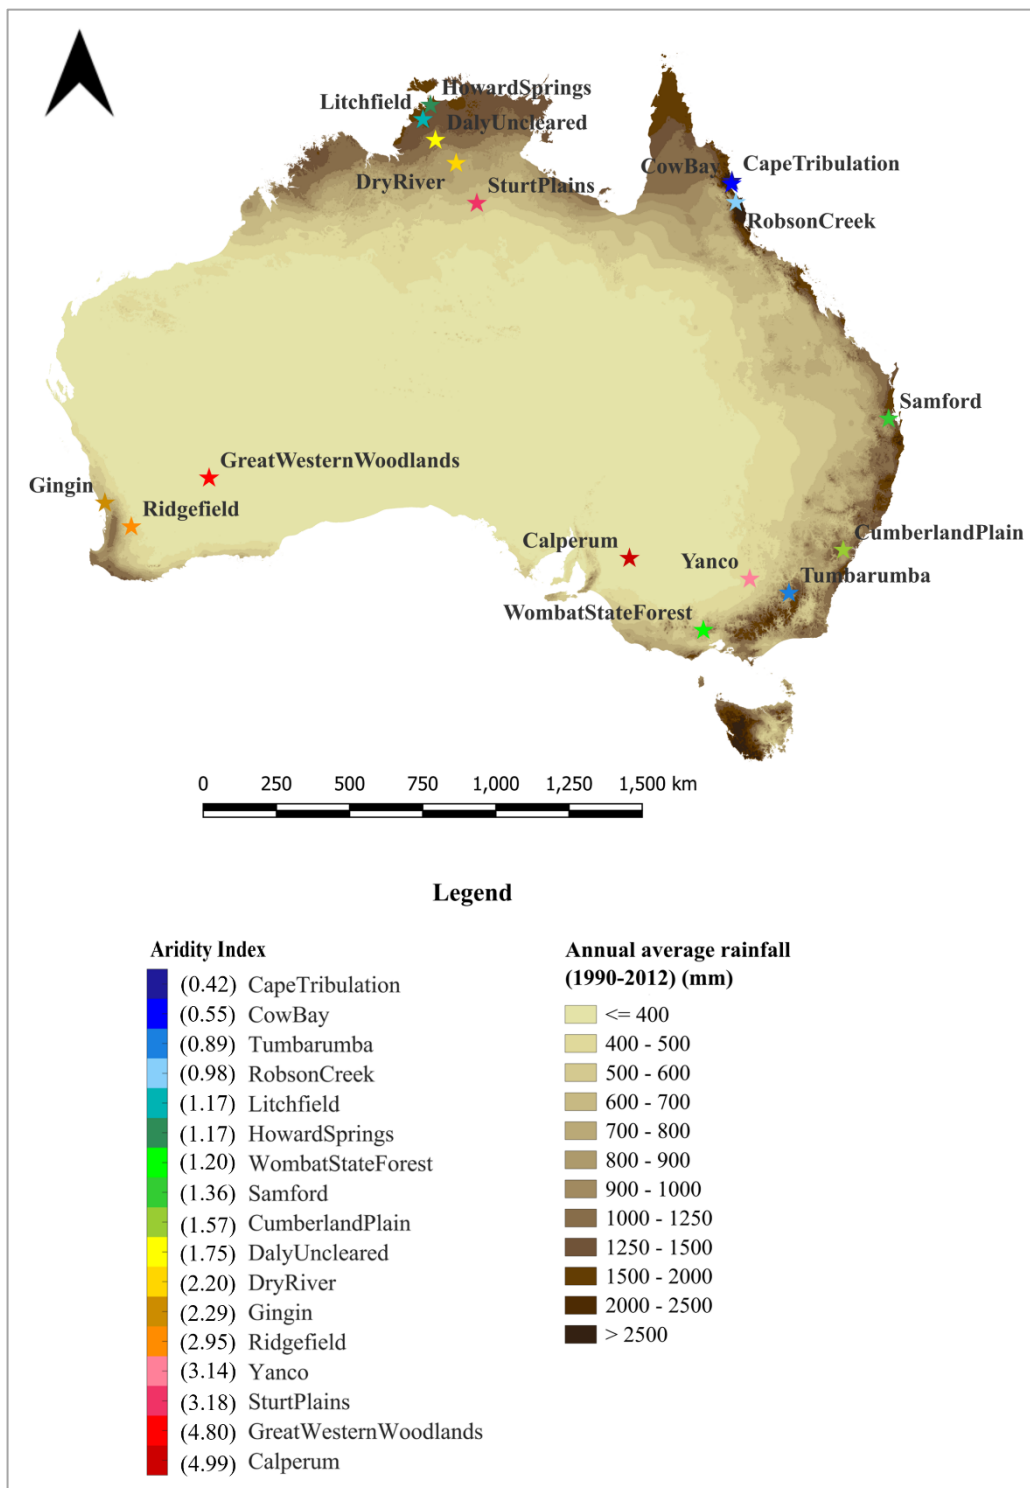 HowardSprings
Litchfield
DalyUncleared
DryRiver
SturtPlains
CowBay
CapeTribulation
RobsonCreek
Samford
GreatWesternWoodlands
Gingin
Ridgefield
Calperum
CumberlandPlain
Yanco
Tumbarumba
WombatStateForest
0 250 500 750 1,000 1,250 1,500 km
Legend
Aridity Index
(0.42) CapeTribulation
(0.55) CowBay
(0.89) Tumbarumba
(0.98) RobsonCreek
(1.17) Litchfield
(1.17) HowardSprings
(1.20) WombatStateForest
(1.36) Samford
(1.57) CumberlandPlain
(1.75) DalyUncleared
(2.20) DryRiver
(2.29) Gingin
(2.95) Ridgefield
(3.14) Yanco
(3.18) SturtPlains
(4.80) GreatWesternWoodlands
(4.99) Calperum
Annual average rainfall
(1990-2012) (mm)
<= 400
400 - 500
500 - 600
600 - 700
700 - 800
800 - 900
900 - 1000
1000 - 1250
1250 - 1500
1500 - 2000
2000 - 2500
> 2500